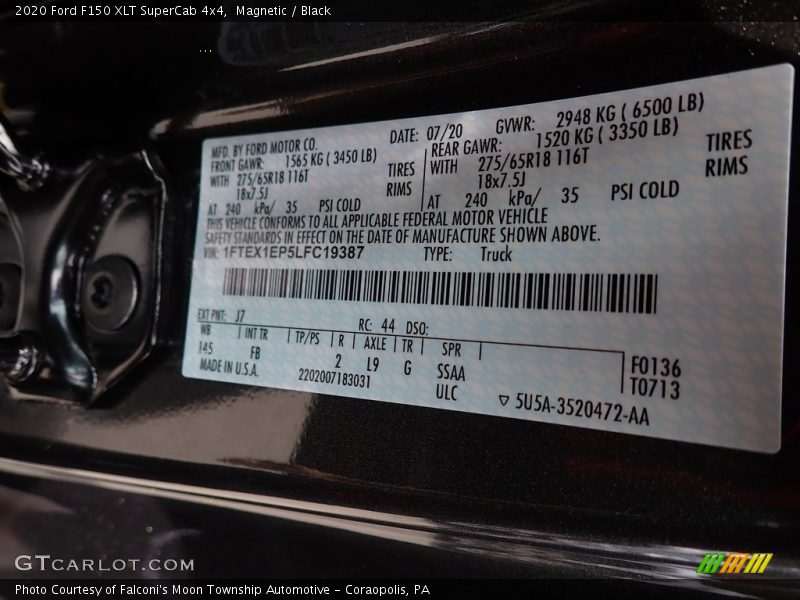 2020 Ford F150 XLT SuperCab 4x4, Magnetic / Black
MFD. BY FORD MOTOR CO.
DATE: 07/20 GVWR: 2948 KG ( 6500 LB)
FRONT GAWR: 1565 KG ( 3450 LB) REAR GAWR: 1520 KG ( 3350 LB)
WITH 275/65R18 116T TIRES WITH 275/65R18 116T TIRES
18x7.5J RIMS 18x7.5J RIMS
AT 240 kPa/ 35 PSI COLD AT 240 kPa/ 35 PSI COLD
THIS VEHICLE CONFORMS TO ALL APPLICABLE FEDERAL MOTOR VEHICLE
SAFETY STANDARDS IN EFFECT ON THE DATE OF MANUFACTURE SHOWN ABOVE.
VIN: 1FTEX1EP5LFC19387 TYPE: Truck
EXT PNT: J7 RC: 44 DSO:
WB INT TR TP/PS R AXLE TR SPR
145 FB 2 L9 G SSAA
F0136
MADE IN U.S.A. 2202007183031 ULC
T0713
▽ 5U5A-3520472-AA
GTCARLOT.COM
Photo Courtesy of Falconi's Moon Township Automotive - Coraopolis, PA